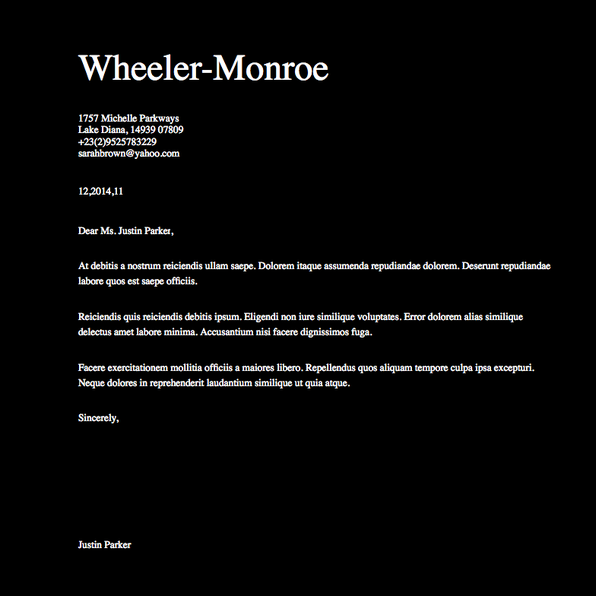 Wheeler-Monroe
1757 Michelle Parkways
Lake Diana, 14939 07809
+23(2)9525783229
sarahbrown@yahoo.com
12,2014,11
Dear Ms. Justin Parker,
At debitis a nostrum reiciendis ullam saepe. Dolorem itaque assumenda repudiandae dolorem. Deserunt repudiandae
labore quos est saepe officiis.
Reiciendis quis reiciendis debitis ipsum. Eligendi non iure similique voluptates. Error dolorem alias similique
delectus amet labore minima. Accusantium nisi facere dignissimos fuga.
Facere exercitationem mollitia officiis a maiores libero. Repellendus quos aliquam tempore culpa ipsa excepturi.
Neque dolores in reprehenderit laudantium similique ut quia atque.
Sincerely,
Justin Parker